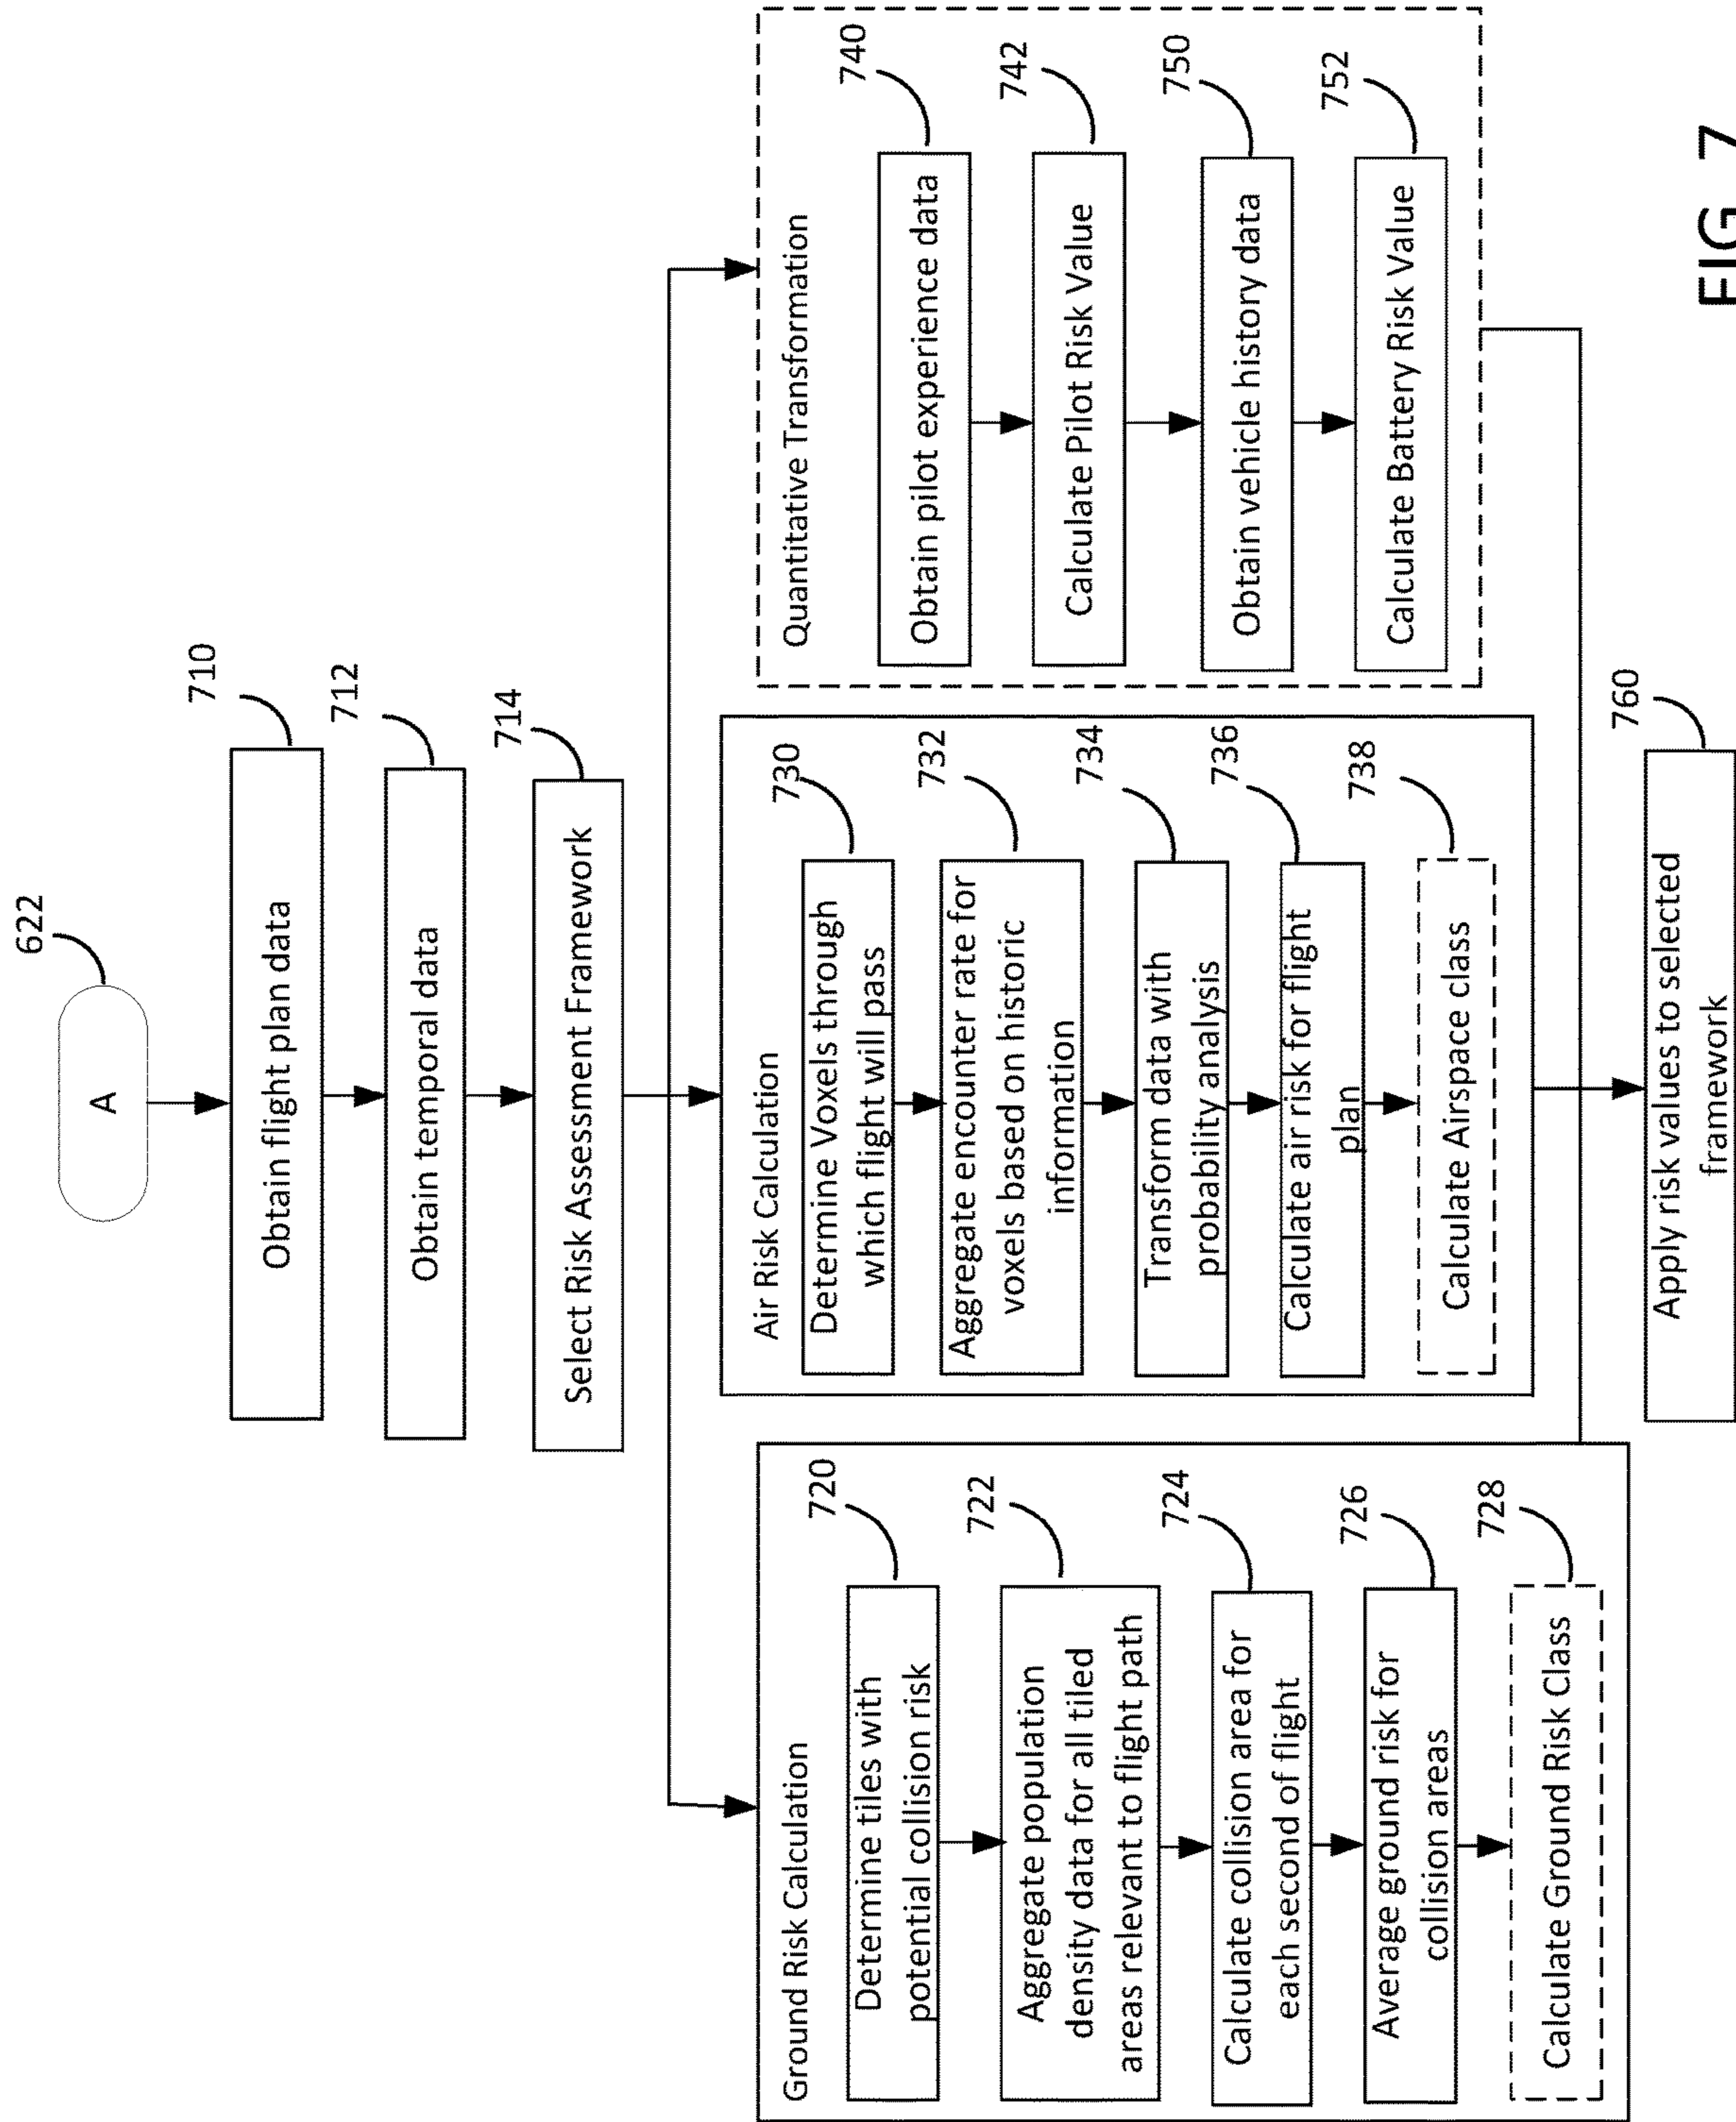 622
A
710
Obtain flight plan data
712
Obtain temporal data
714
Select Risk Assessment Framework
Ground Risk Calculation
720
Determine tiles with
potential collision risk
722
Aggregate population
density data for all tiled
areas relevant to flight path
724
Calculate collision area for
each second of flight
726
Average ground risk for
collision areas
728
Calculate Ground Risk Class
Air Risk Calculation
730
Determine Voxels through
which flight will pass
732
Aggregate encounter rate for
voxels based on historic
information
734
Transform data with
probability analysis
736
Calculate air risk for flight
plan
738
Calculate Airspace class
Quantitative Transformation
740
Obtain pilot experience data
742
Calculate Pilot Risk Value
750
Obtain vehicle history data
752
Calculate Battery Risk Value
760
Apply risk values to selected
framework
FIG. 7